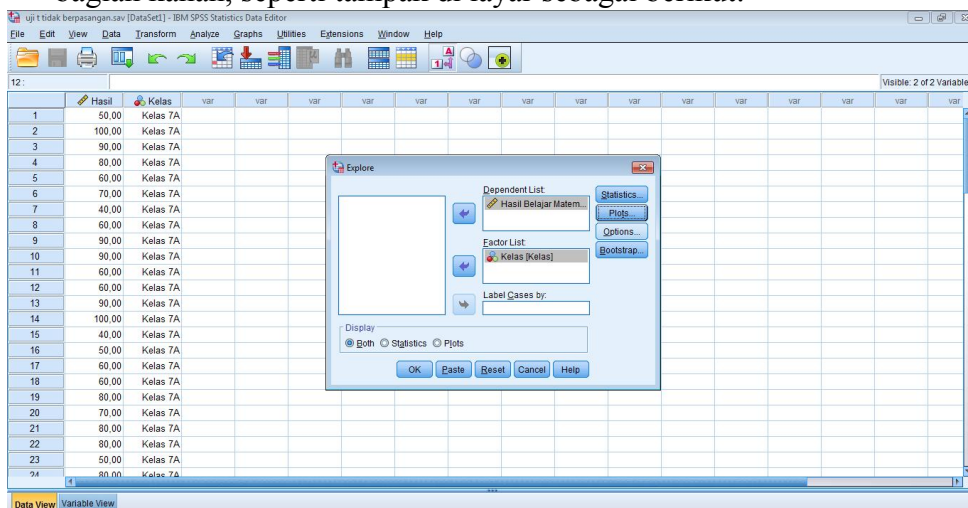 bagian kanan, seperti tampah di layar sebagai berikut:
uji t tidak berpasangan.sav [DataSet1] - IBM SPSS Statistics Data Editor
File Edit View Data Transform Analyze Graphs Utilities Extensions Window Help
12 :
Visible: 2 of 2 Variable
Hasil Kelas var var var var var var var var var var var var var var
1 50,00 Kelas 7A
2 100,00 Kelas 7A
3 90,00 Kelas 7A
4 80,00 Kelas 7A
5 60,00 Kelas 7A
6 70,00 Kelas 7A
7 40,00 Kelas 7A
8 60,00 Kelas 7A
9 90,00 Kelas 7A
10 90,00 Kelas 7A
11 60,00 Kelas 7A
12 60,00 Kelas 7A
13 90,00 Kelas 7A
14 100,00 Kelas 7A
15 40,00 Kelas 7A
16 50,00 Kelas 7A
17 60,00 Kelas 7A
18 60,00 Kelas 7A
19 80,00 Kelas 7A
20 70,00 Kelas 7A
21 80,00 Kelas 7A
22 80,00 Kelas 7A
23 50,00 Kelas 7A
24 80,00 Kelas 7A
Explore
Dependent List:
Hasil Belajar Matem...
Factor List:
Kelas [Kelas]
Label Cases by:
Statistics...
Plots...
Options...
Bootstrap...
Display
Both Statistics Plots
OK Paste Reset Cancel Help
Data View Variable View